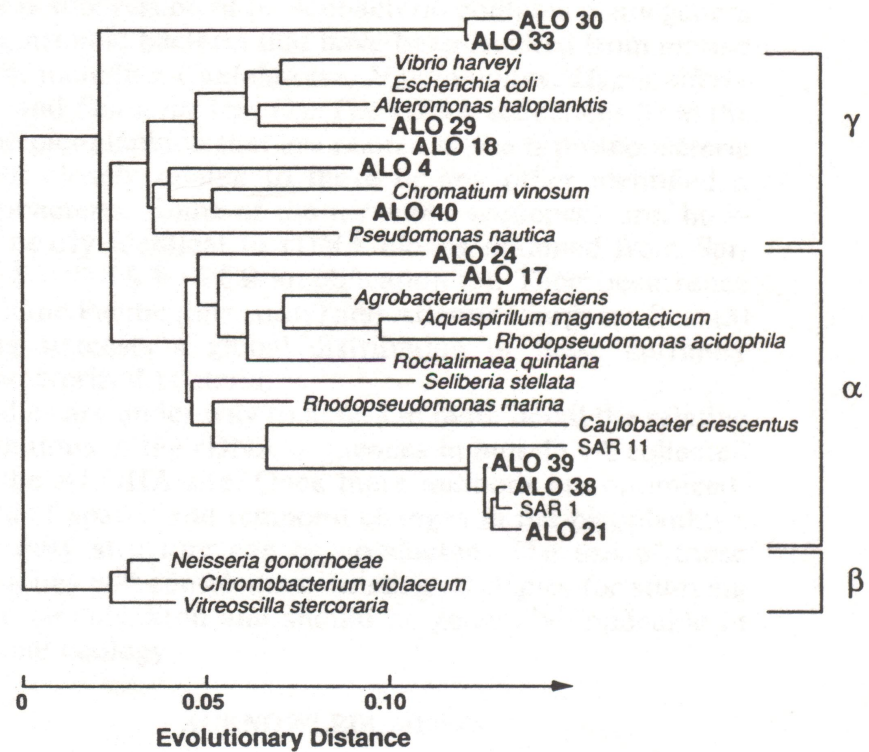 ALO 30
ALO 33
Vibrio harveyi
Escherichia coli
Alteromonas haloplanktis
ALO 29
ALO 18
ALO 4
Chromatium vinosum
ALO 40
Pseudomonas nautica
γ
ALO 24
ALO 17
Agrobacterium tumefaciens
Aquaspirillum magnetotacticum
Rhodopseudomonas acidophila
Rochalimaea quintana
Seliberia stellata
Rhodopseudomonas marina
Caulobacter crescentus
SAR 11
ALO 39
ALO 38
SAR 1
ALO 21
α
Neisseria gonorrhoeae
Chromobacterium violaceum
Vitreoscilla stercoraria
β
0 0.05 0.10
Evolutionary Distance